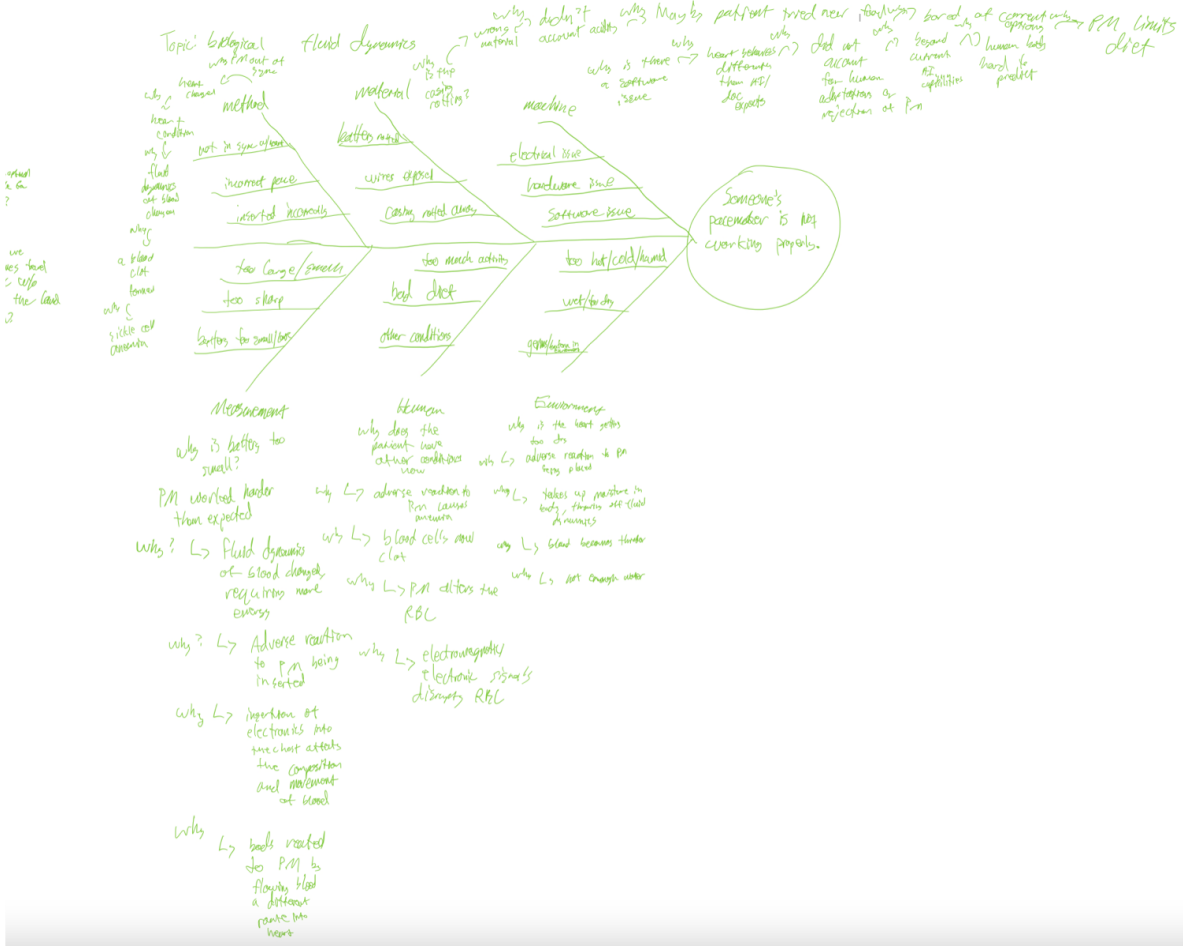 Topic: biological fluid dynamics
why PM out of
sync
why
heart
changed
why
heart
condition
why
fluid
dynamics
of blood
changed
why
a blood
clot
formed
why
sickle cell
anemia
method
not in sync w/heart
incorrect pace
inserted incorrectly
material
battery
wires exposed
casing rotted away
why
is the
casing
rotting?
why
wrong
material
why
didn't
account acidity
why
Maybe patient tried new foods
why
bored of current
options
why
PM limits
diet
machine
electrical issue
hardware issue
software issue
why is there
a software
issue
why
heart behaves
differently
than AI/
doc
expects
why
did not
account
for human
adaptations or
rejection of PM
why
beyond
current
AI
capabilities
why
human body
hard to
predict
Someone's
pacemaker is not
working properly.
too large/small
too sharp
battery too small/
Measurement
why is battery too
small?
PM worked harder
than expected
why?
fluid dynamics
of blood changed,
requiring more
energy
why?
Adverse reaction
to PM being
inserted
why
insertion of
electronics into
the chest affects
the composition
and movement
of blood
why
body reacted
to PM by
flowing blood
a different
route into
heart
too much activity
bad diet
other conditions
Human
why does the
patient have
other conditions
now
why
adverse reaction to
PM causes
anemia
why
blood cells now
clot
why
PM alters the
RBC
why
electromagnetic/
electronic signals
disrupts RBC
too hot/cold/humid
wet/too dry
germs/
Environment
why is the heart getting
too dry
why
adverse reaction to PM
being placed
why
takes up moisture in
body, throws off fluid
dynamics
why
blood becoming thicker
why
not enough water
the